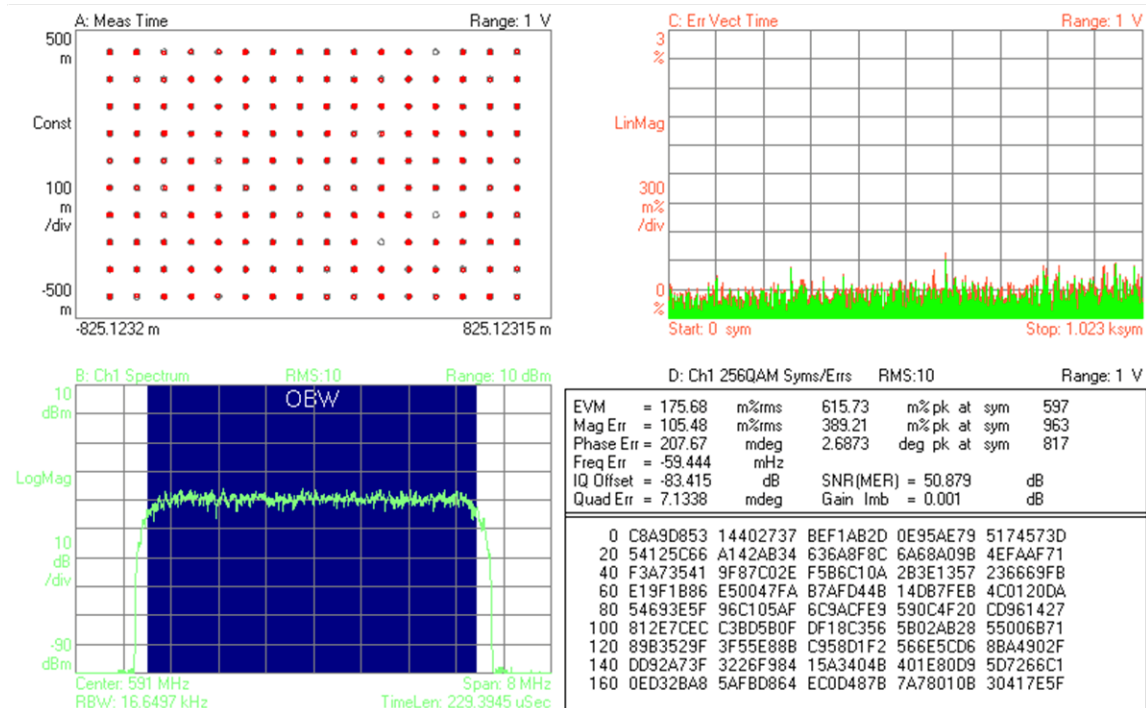 A: Meas Time Range: 1 V
500
m
Const
100
m
/div
-500
m
-825.1232 m 825.12315 m
C: Err Vect Time Range: 1 V
3
%
LinMag
300
m%
/div
0
%
Start: 0 sym Stop: 1.023 ksym
B: Ch1 Spectrum RMS:10 Range: 10 dBm
10
dBm
OBW
LogMag
10
dB
/div
-90
dBm
Center: 591 MHz Span: 8 MHz
RBW: 16.6497 kHz TimeLen: 229.3945 uSec
D: Ch1 256QAM Syms/Errs RMS:10 Range: 1 V
EVM = 175.68 m%rms 615.73 m%pk at sym 597
Mag Err = 105.48 m%rms 389.21 m%pk at sym 963
Phase Err = 207.67 mdeg 2.6873 deg pk at sym 817
Freq Err = -59.444 mHz
IQ Offset = -83.415 dB SNR(MER) = 50.879 dB
Quad Err = 7.1338 mdeg Gain Imb = 0.001 dB
0 C8A9D853 14402737 BEF1AB2D 0E95AE79 5174573D
20 54125C66 A142AB34 636A8F8C 6A68A09B 4EFAAF71
40 F3A73541 9F87C02E F5B6C10A 2B3E1357 236669FB
60 E19F1B86 E50047FA B7AFD44B 14DB7FEB 4C0120DA
80 54693E5F 96C105AF 6C9ACFE9 590C4F20 CD961427
100 812E7CEC C3BD5B0F DF18C356 5B02AB28 55006B71
120 89B3529F 3F55E88B C958D1F2 566E5CD6 8BA4902F
140 DD92A73F 3226F984 15A3404B 401E80D9 5D7266C1
160 0ED32BA8 5AFBD864 EC0D487B 7A78010B 30417E5F